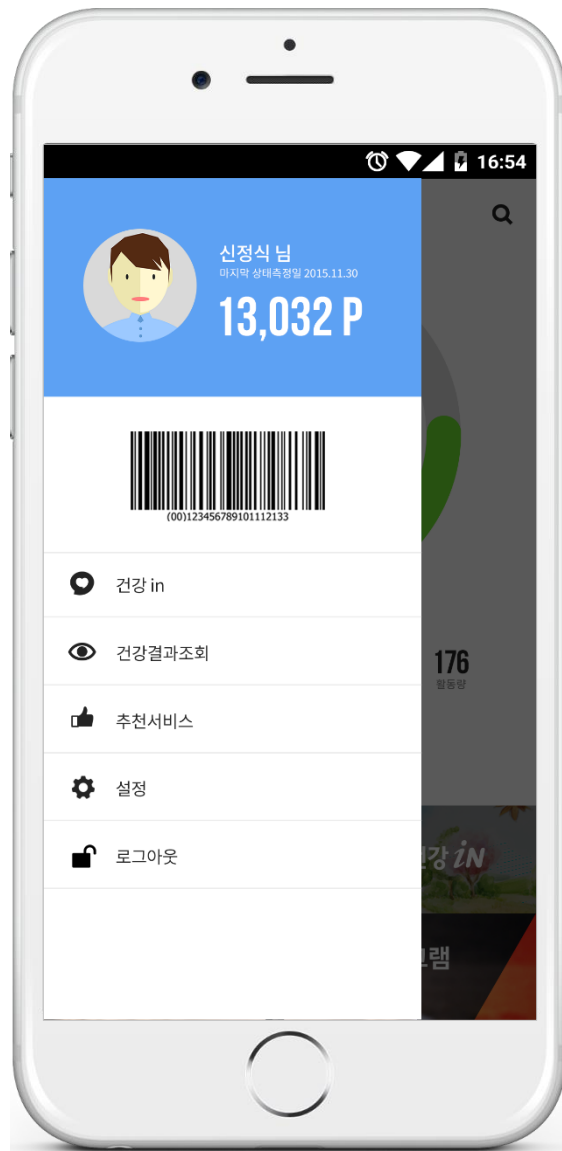 16:54
신정식 님
마지막 상태측정일 2015.11.30
13,032 P
(00)123456789101112133
건강 in
건강결과조회
176
활동량
추천서비스
설정
로그아웃
강 iN
램